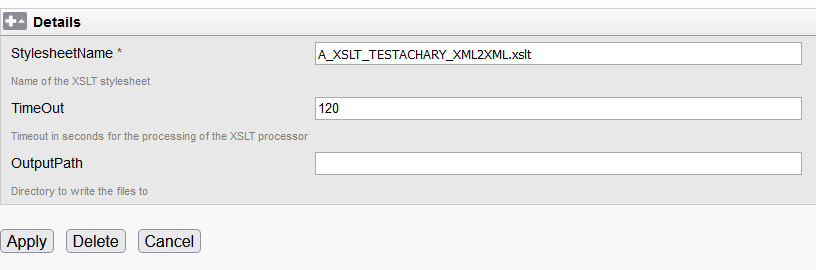 Details
StylesheetName *
A_XSLT_TESTACHARY_XML2XML.xslt
Name of the XSLT stylesheet
TimeOut
120
Timeout in seconds for the processing of the XSLT processor
OutputPath
Directory to write the files to
Apply Delete Cancel